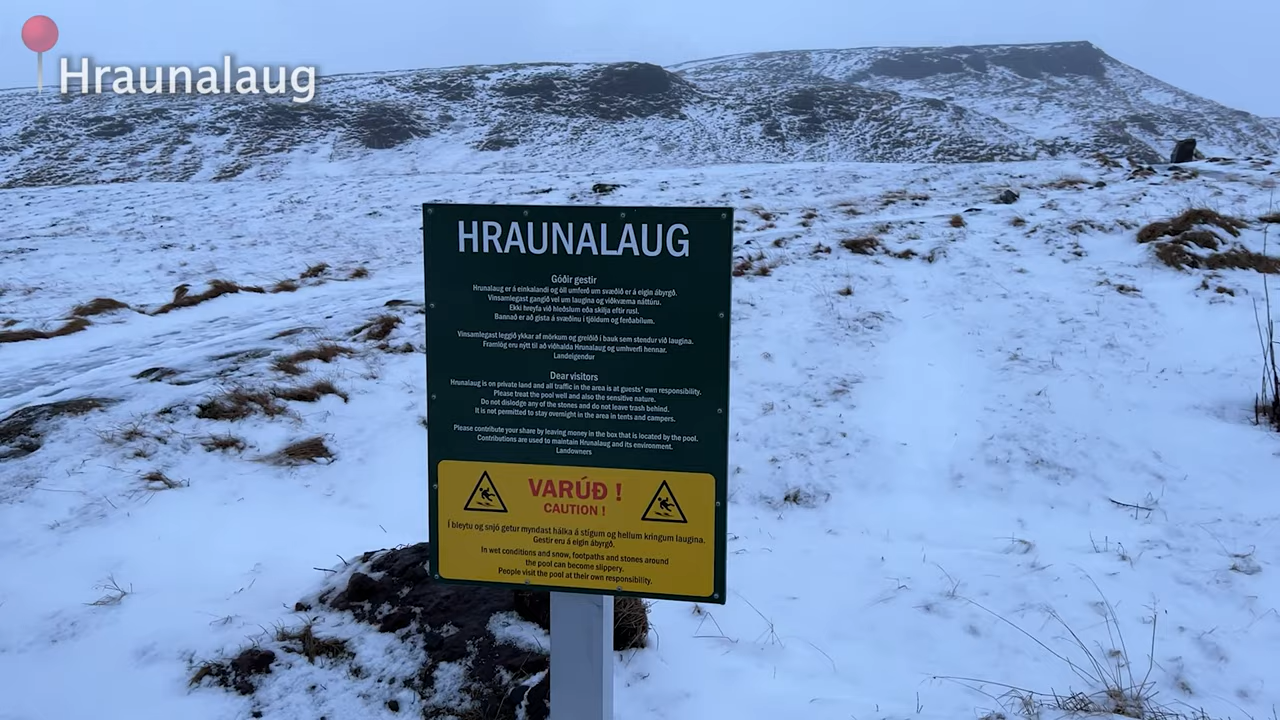 Hraunalaug
HRAUNALAUG
Góðir gestir
Hrunalaug er á einkalandi og öll umferð um svæðið er á eigin ábyrgð.
Vinsamlegast gangið vel um laugina og viðkvæma náttúru.
Ekki hreyfa við hleðslum eða skilja eftir rusl.
Bannað er að gista á svæðinu í tjöldum og ferðabílum.
Vinsamlegast leggið ykkar af mörkum og greiðið í bauk sem stendur við laugina.
Framlög eru nýtt til að viðhalda Hrunalaug og umhverfi hennar.
Landeigendur
Dear visitors
Hrunalaug is on private land and all traffic in the area is at guests' own responsibility.
Please treat the pool well and also the sensitive nature.
Do not dislodge any of the stones and do not leave trash behind.
It is not permitted to stay overnight in the area in tents and campers.
Please contribute your share by leaving money in the box that is located by the pool.
Contributions are used to maintain Hrunalaug and its environment.
Landowners
VARÚÐ !
CAUTION !
Í bleytu og snjó getur myndast hálka á stígum og hellum kringum laugina.
Gestir eru á eigin ábyrgð.
In wet conditions and snow, footpaths and stones around
the pool can become slippery.
People visit the pool at their own responsibility.